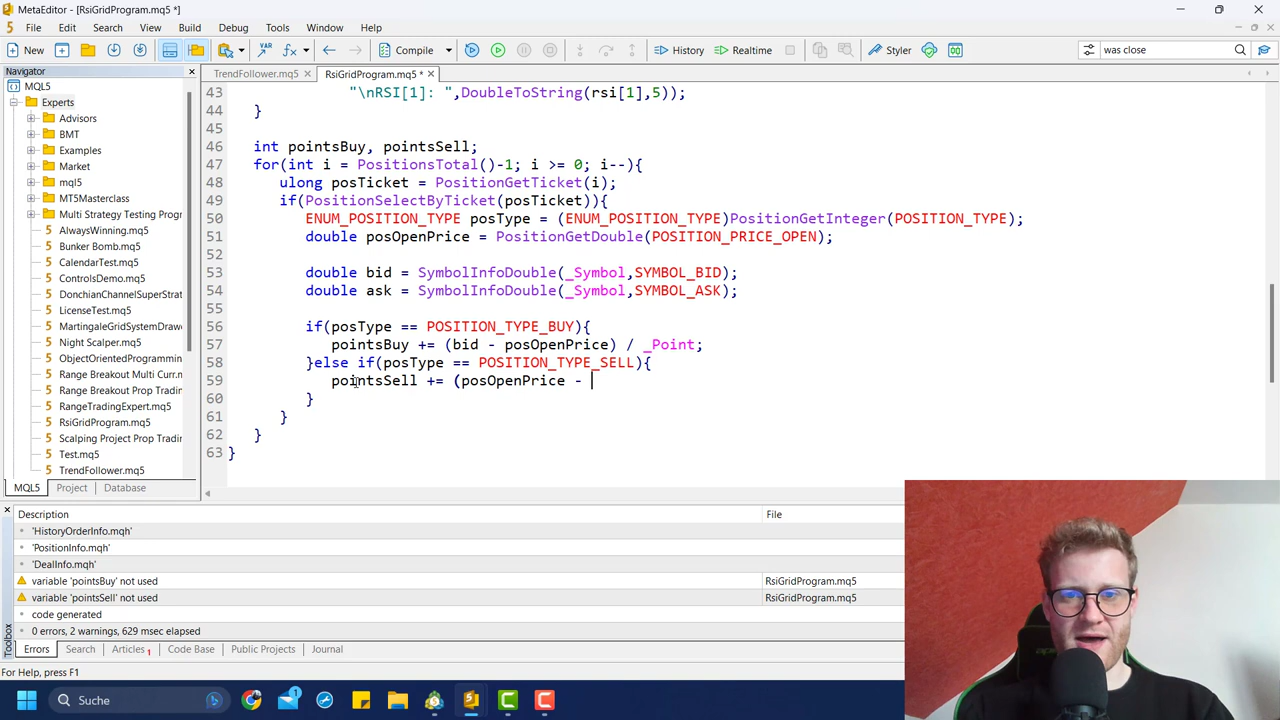 MetaEditor - [RsiGridProgram.mq5 *]
File Edit Search View Build Debug Tools Window Help
New Compile History Realtime Styler was close
Navigator
MQL5
Experts
Advisors
BMT
Examples
Market
mql5
MT5Masterclass
Multi Strategy Testing Progr
AlwaysWinning.mq5
Bunker Bomb.mq5
CalendarTest.mq5
ControlsDemo.mq5
DonchianChannelSuperStrat
LicenseTest.mq5
MartingaleGridSystemDraw
Night Scalper.mq5
ObjectOrientedProgrammin
Range Breakout Multi Curr.m
Range Breakout Prop Tradin
RangeTradingExpert.mq5
RsiGridProgram.mq5
Scalping Project Prop Tradin
Test.mq5
TrendFollower.mq5
MQL5 Project Database
TrendFollower.mq5 RsiGridProgram.mq5 *
43 "\nRSI[1]: ",DoubleToString(rsi[1],5));
44 }
45
46 int pointsBuy, pointsSell;
47 for(int i = PositionsTotal()-1; i >= 0; i--){
48 ulong posTicket = PositionGetTicket(i);
49 if(PositionSelectByTicket(posTicket)){
50 ENUM_POSITION_TYPE posType = (ENUM_POSITION_TYPE)PositionGetInteger(POSITION_TYPE);
51 double posOpenPrice = PositionGetDouble(POSITION_PRICE_OPEN);
52
53 double bid = SymbolInfoDouble(_Symbol,SYMBOL_BID);
54 double ask = SymbolInfoDouble(_Symbol,SYMBOL_ASK);
55
56 if(posType == POSITION_TYPE_BUY){
57 pointsBuy += (bid - posOpenPrice) / _Point;
58 }else if(posType == POSITION_TYPE_SELL){
59 pointsSell += (posOpenPrice -
60 }
61 }
62 }
63 }
Description File
'HistoryOrderInfo.mqh'
'PositionInfo.mqh'
'DealInfo.mqh'
variable 'pointsBuy' not used RsiGridProgram.mq5
variable 'pointsSell' not used RsiGridProgram.mq5
code generated
0 errors, 2 warnings, 629 msec elapsed
Toolbox
Errors Search Articles 1 Code Base Public Projects Journal
For Help, press F1
Suche 1